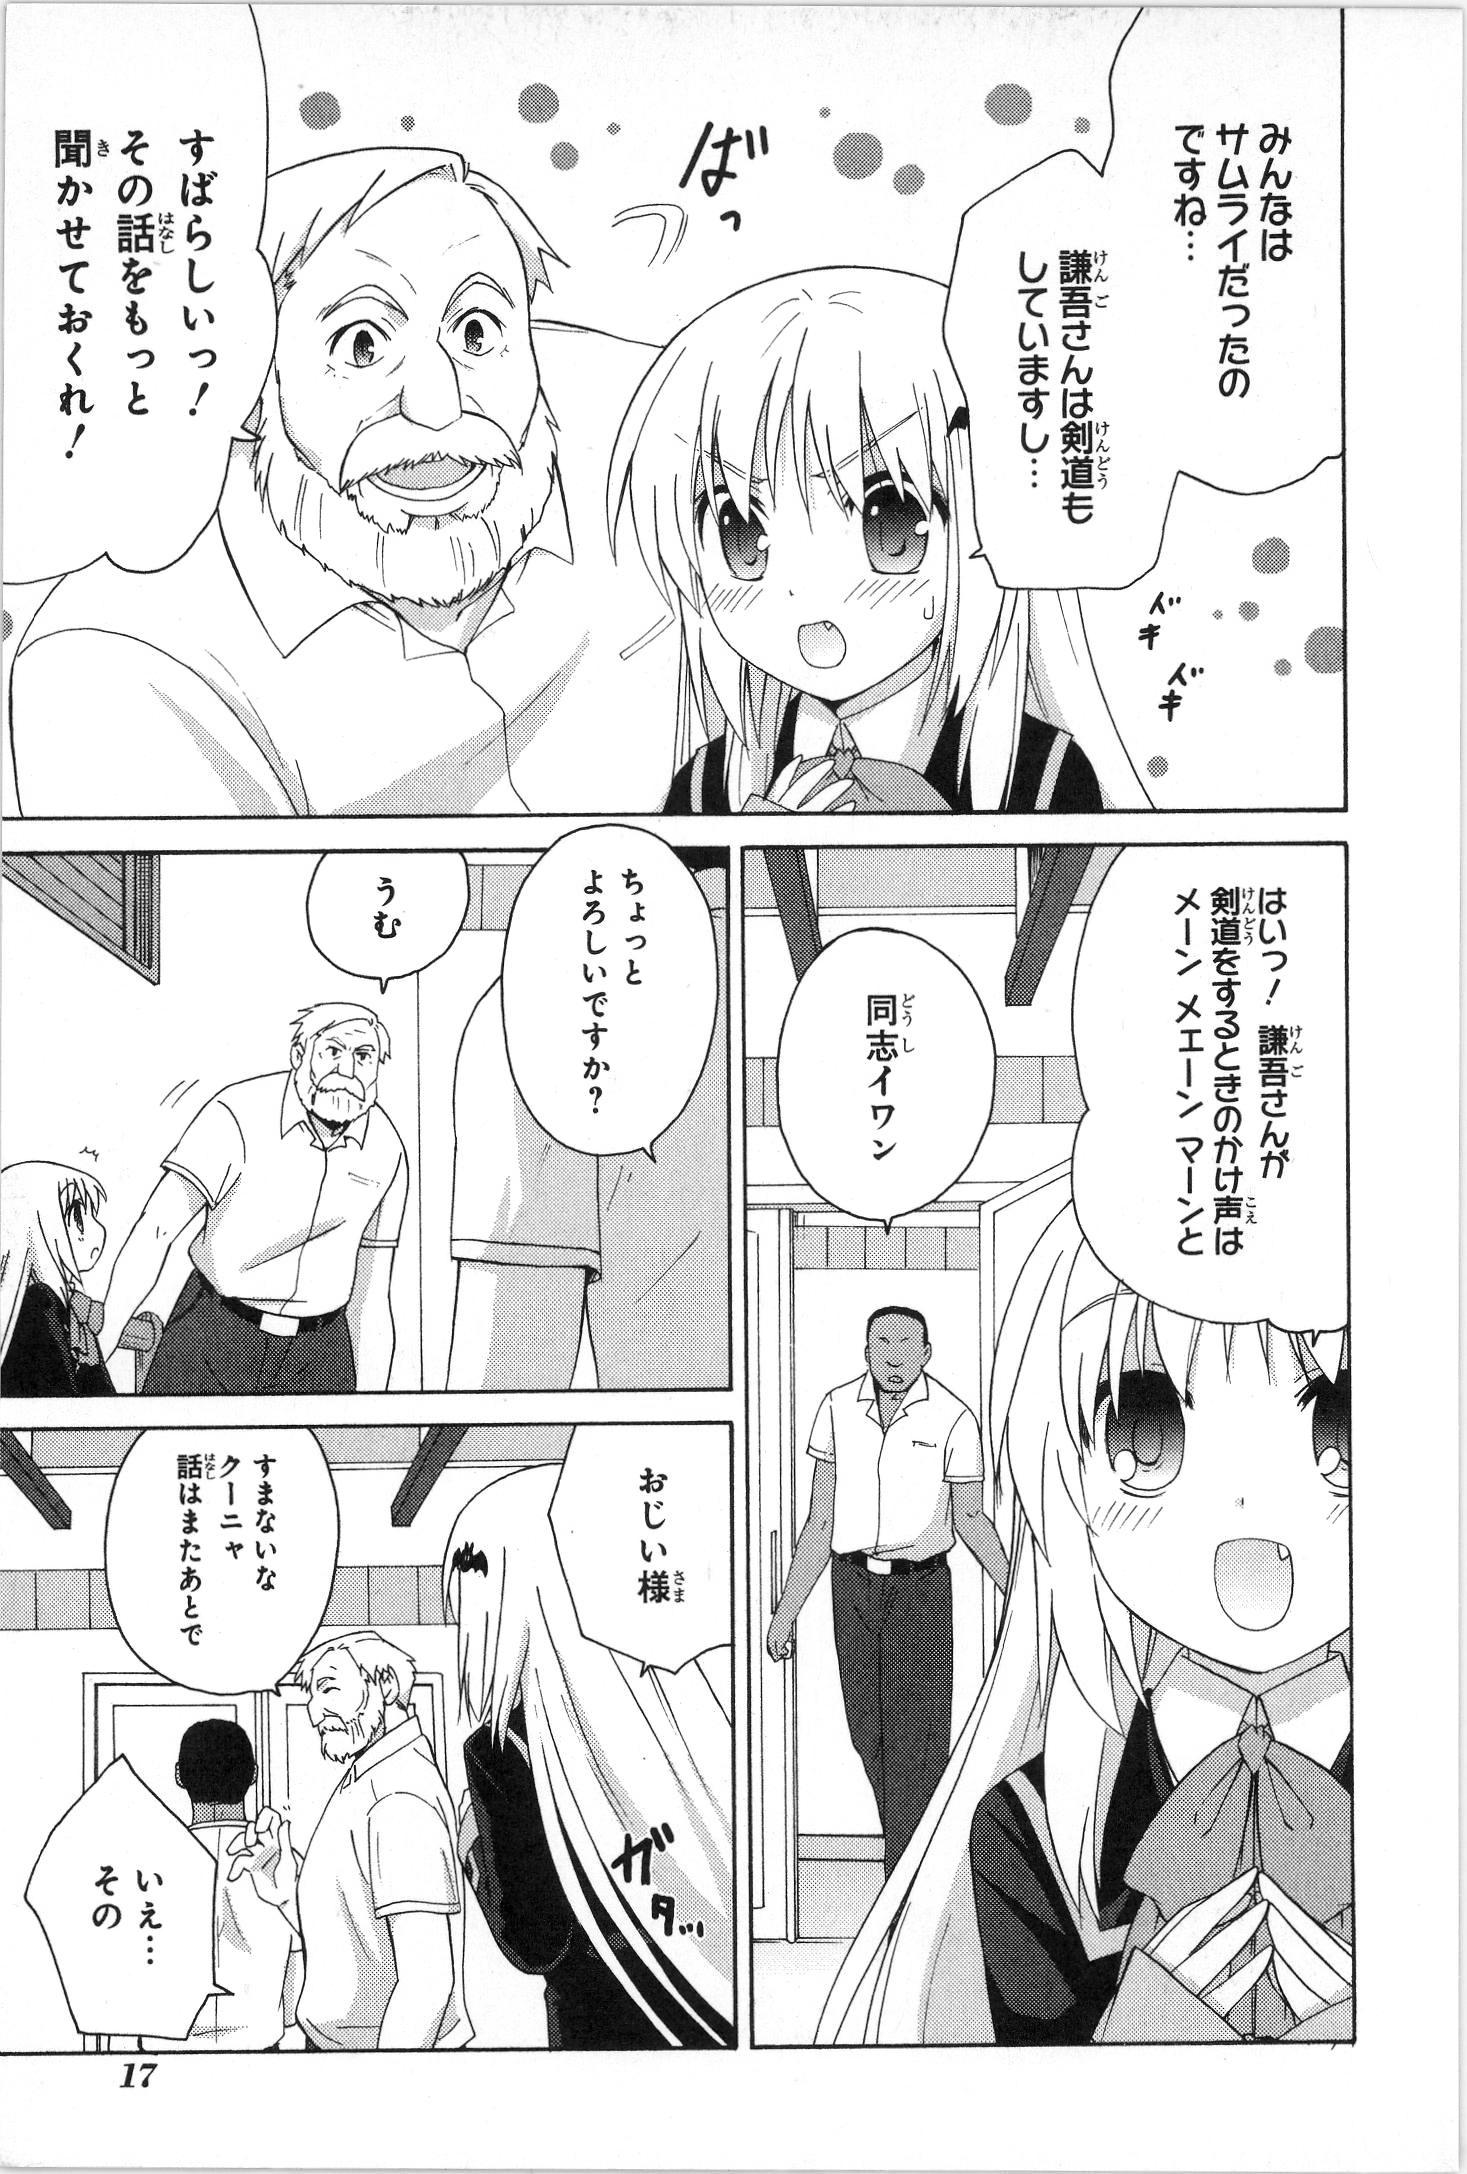 みんなは
サムライだったの
ですね…
謙吾さんは剣道も
していますし…
ズキ
ズキ
ばっ
すばらしいっ！
その話をもっと
聞かせておくれ！
はいっ！謙吾さんが
剣道をするときのかけ声は
メーン メェーン マーンと
同志イワン
ちょっと
よろしいですか？
うむ
おじい様
ガタ…
すまないな
クーニャ
話はまたあとで
いえ…
その
17